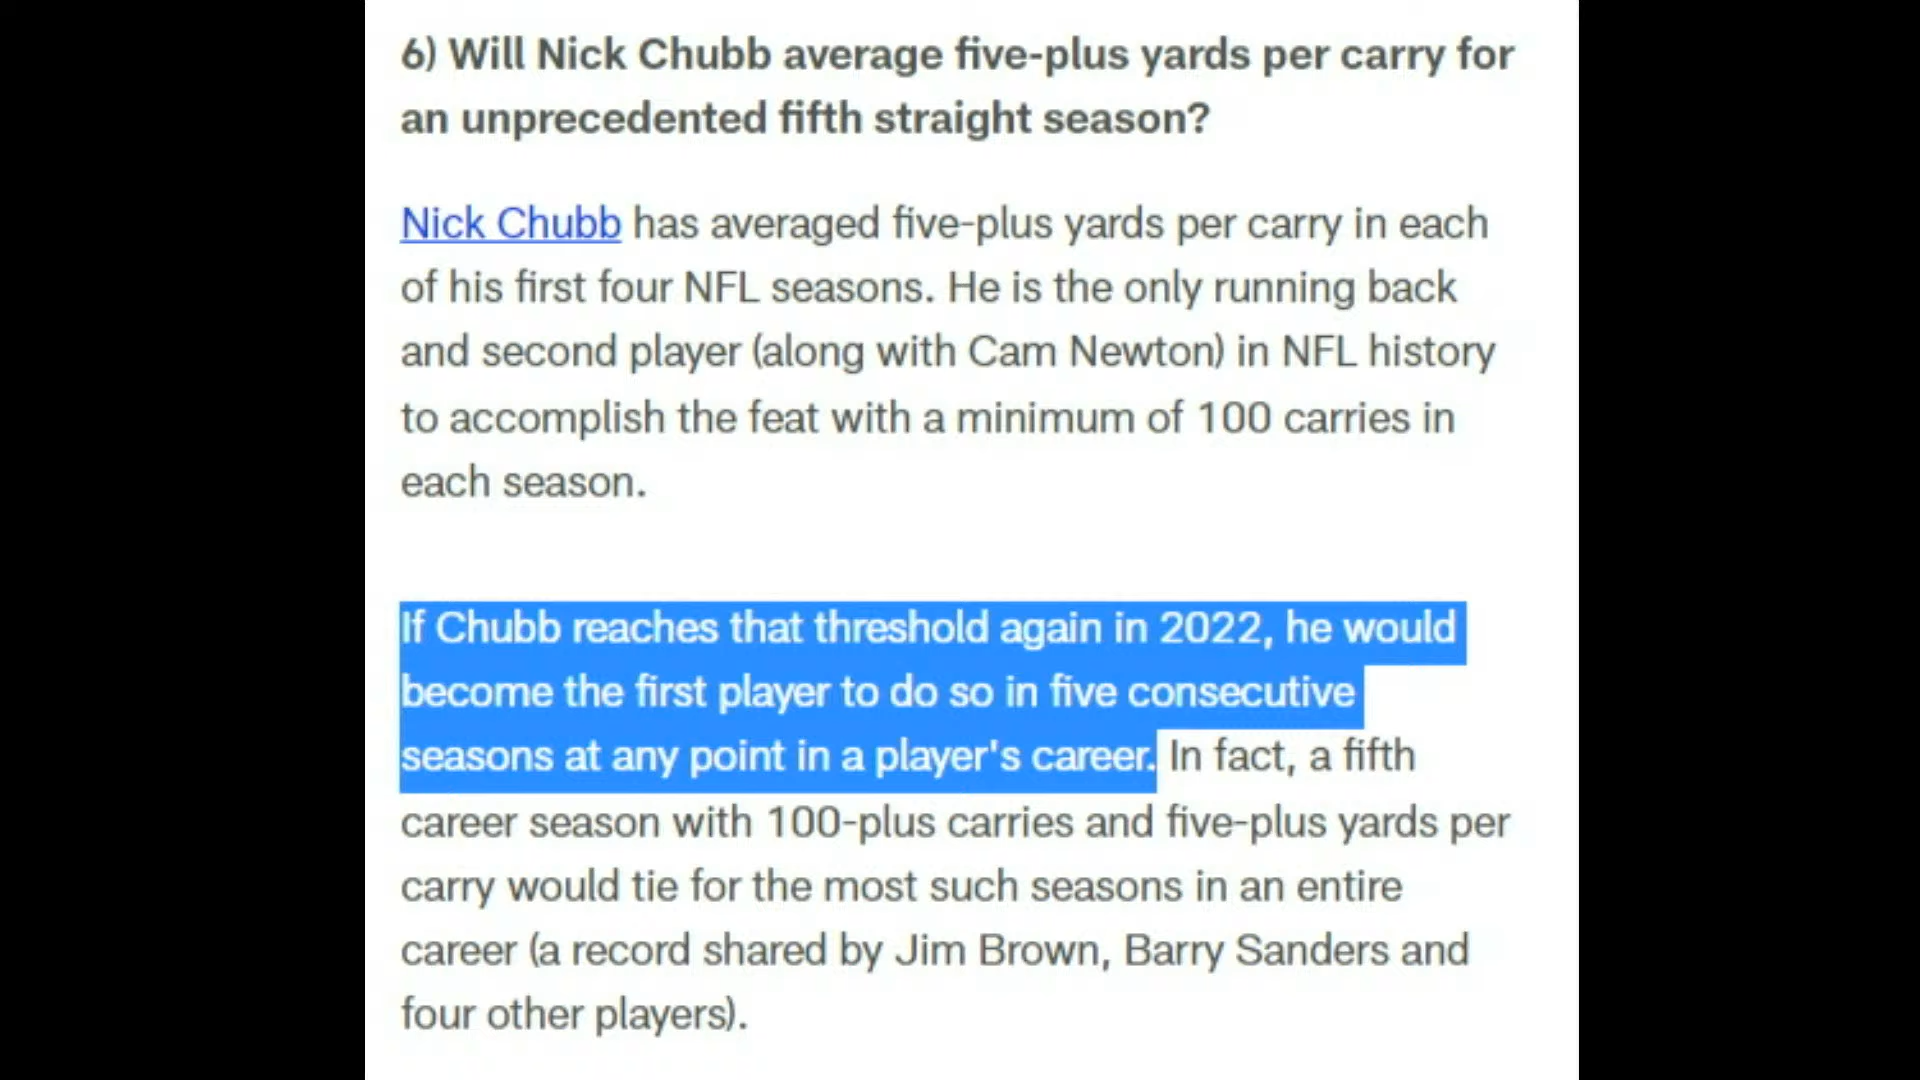 6) Will Nick Chubb average five-plus yards per carry for
an unprecedented fifth straight season?
Nick Chubb has averaged five-plus yards per carry in each
of his first four NFL seasons. He is the only running back
and second player (along with Cam Newton) in NFL history
to accomplish the feat with a minimum of 100 carries in
each season.
If Chubb reaches that threshold again in 2022, he would
become the first player to do so in five consecutive
seasons at any point in a player's career. In fact, a fifth
career season with 100-plus carries and five-plus yards per
carry would tie for the most such seasons in an entire
career (a record shared by Jim Brown, Barry Sanders and
four other players).